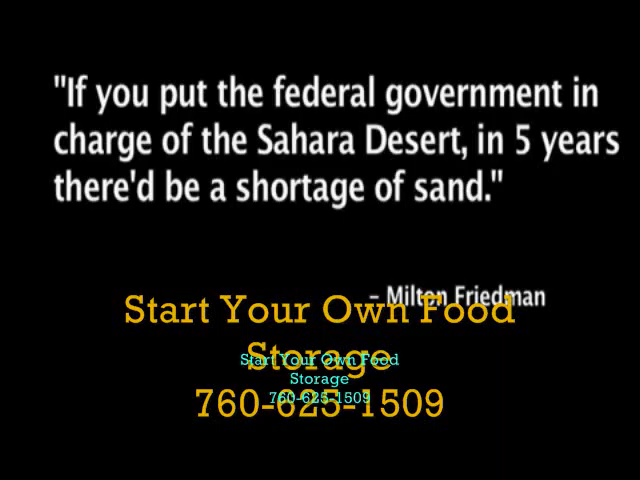 "If you put the federal government in
charge of the Sahara Desert, in 5 years
there'd be a shortage of sand."
– Milton Friedman
Start Your Own Food
Storage
760-625-1509
Start Your Own Food
Storage
760-625-1509